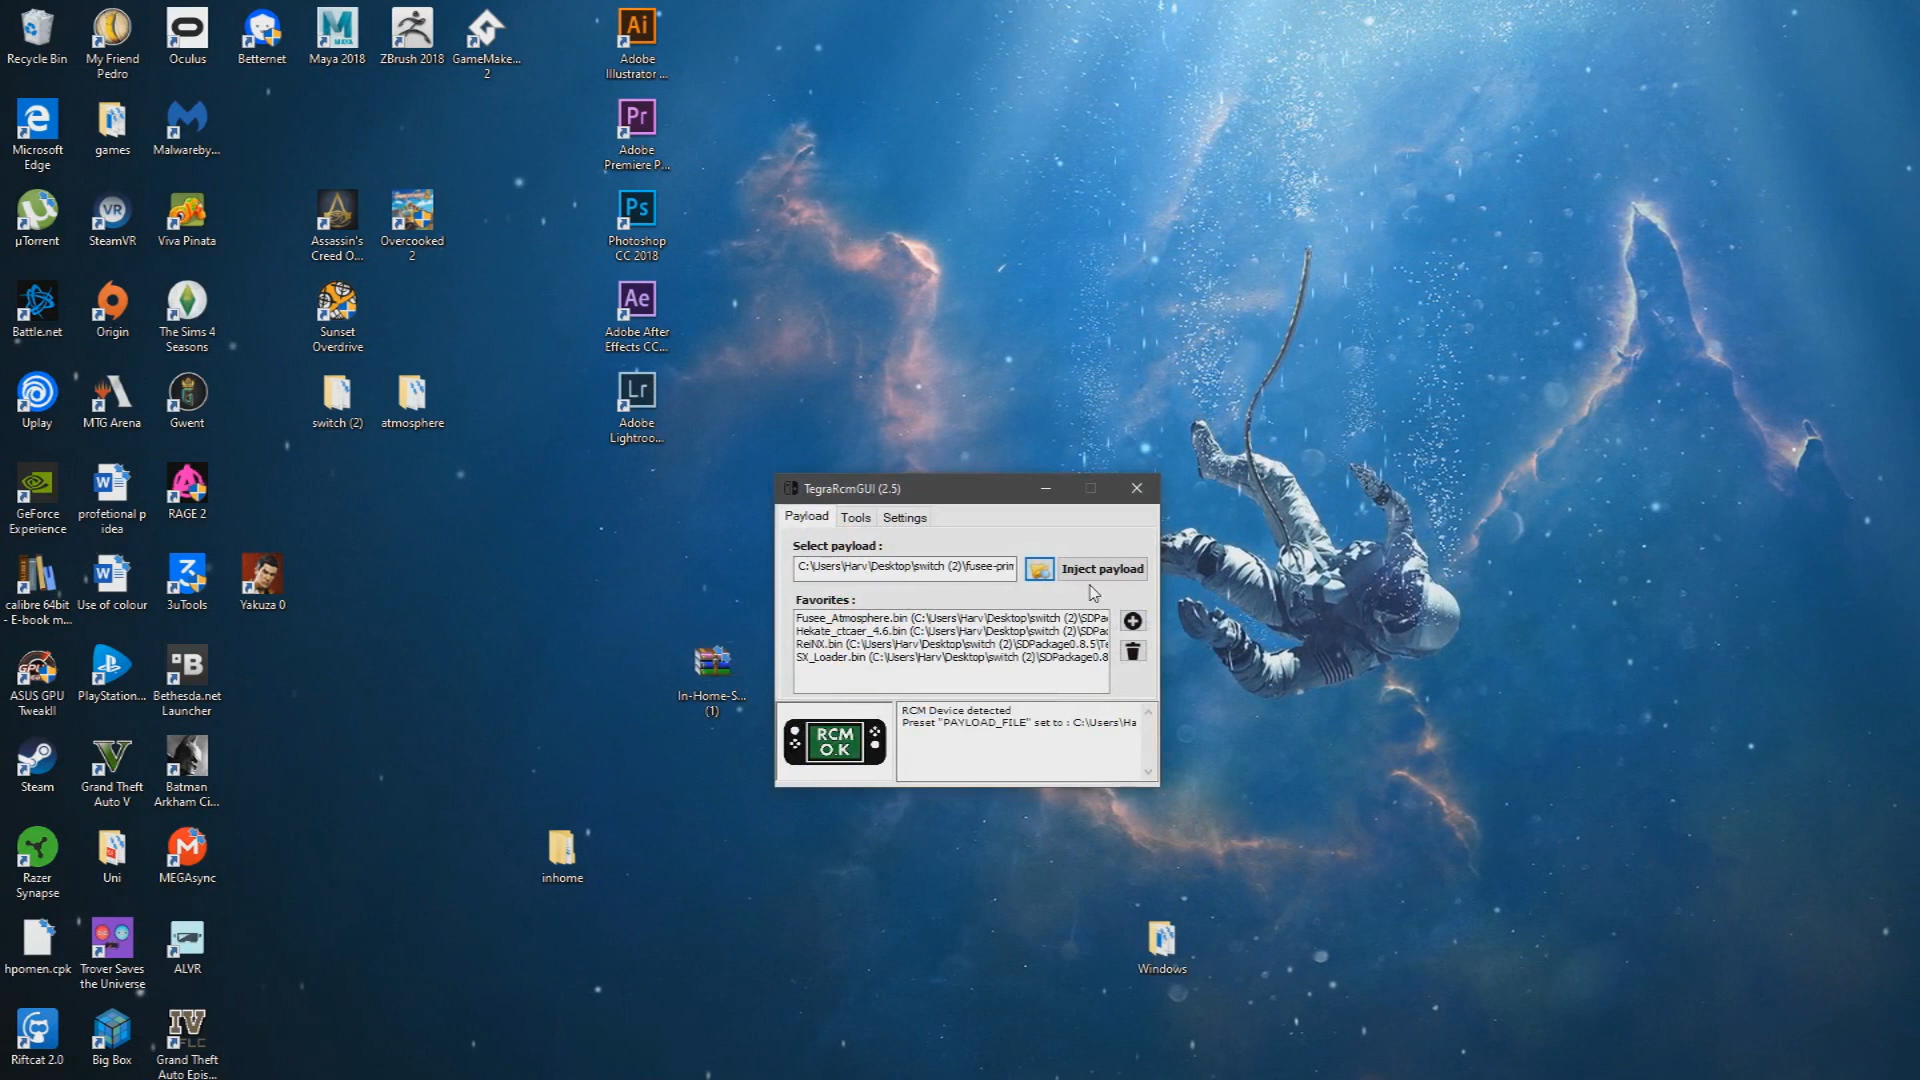 Recycle Bin
My Friend
Pedro
Oculus
Betternet
Maya 2018
ZBrush 2018
GameMake...
2
Adobe
Illustrator ...
Microsoft
Edge
games
Malwareby...
Adobe
Premiere P...
µTorrent
SteamVR
Viva Pinata
Assassin's
Creed O...
Overcooked
2
Photoshop
CC 2018
Battle.net
Origin
The Sims 4
Seasons
Sunset
Overdrive
Adobe After
Effects CC...
Uplay
MTG Arena
Gwent
switch (2)
atmosphere
Adobe
Lightroo...
GeForce
Experience
profetional p
idea
RAGE 2
calibre 64bit
- E-book m...
Use of colour
3uTools
Yakuza 0
ASUS GPU
TweakII
PlayStation...
Bethesda.net
Launcher
In-Home-S...
(1)
Steam
Grand Theft
Auto V
Batman
Arkham Ci...
Razer
Synapse
Uni
MEGAsync
inhome
hpomen.cpk
Trover Saves
the Universe
ALVR
Windows
Riftcat 2.0
Big Box
Grand Theft
Auto Epis...
TegraRcmGUI (2.5)
Payload
Tools
Settings
Select payload :
C:\Users\Harv\Desktop\switch (2)\fusee-prim
Inject payload
Favorites :
Fusee_Atmosphere.bin (C:\Users\Harv\Desktop\switch (2)\SDPac
Hekate_ctcaer_4.6.bin (C:\Users\Harv\Desktop\switch (2)\SDPac
ReiNX.bin (C:\Users\Harv\Desktop\switch (2)\SDPackage0.8.5\Te
SX_Loader.bin (C:\Users\Harv\Desktop\switch (2)\SDPackage0.8
RCM
O.K
RCM Device detected
Preset "PAYLOAD_FILE" set to : C:\Users\Ha